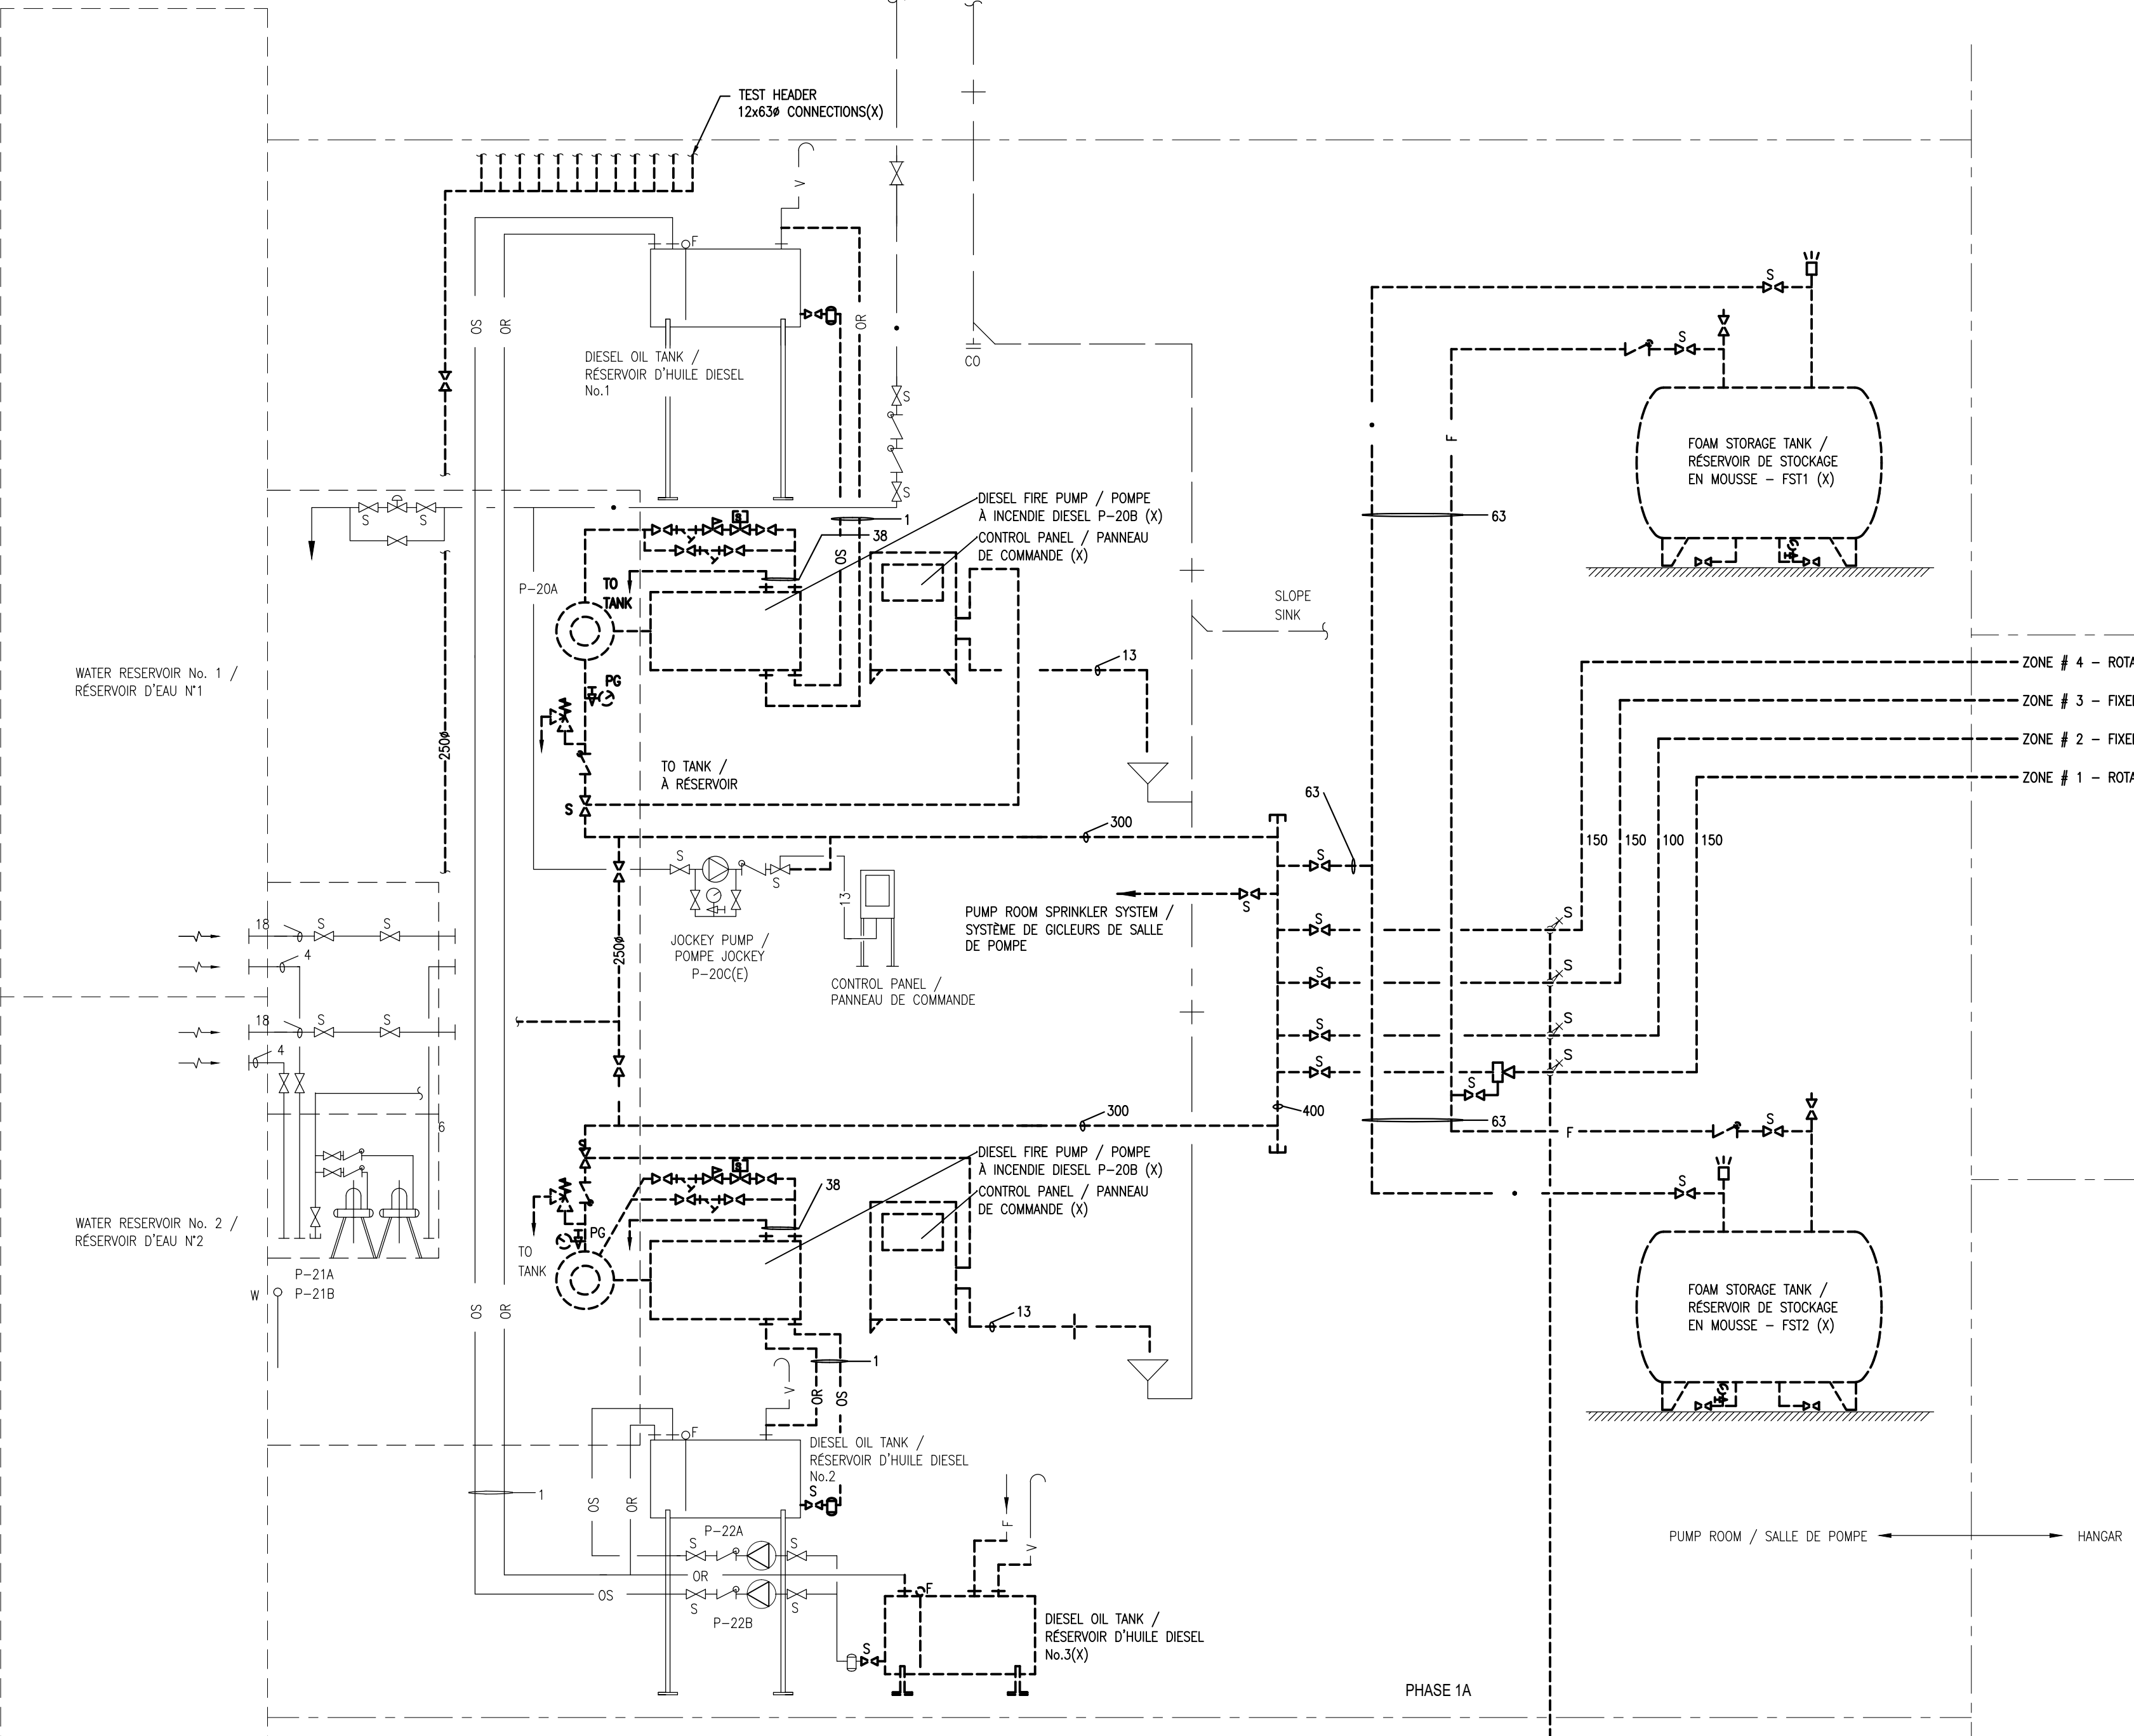 TEST HEADER
12x63ø CONNECTIONS(X)
V
F
OS
OR
OR
DIESEL OIL TANK /
RÉSERVOIR D'HUILE DIESEL
No.1
CO
S
S
S
S
S
S
F
FOAM STORAGE TANK /
RÉSERVOIR DE STOCKAGE
EN MOUSSE - FST1 (X)
DIESEL FIRE PUMP / POMPE
À INCENDIE DIESEL P-20B (X)
CONTROL PANEL / PANNEAU
DE COMMANDE (X)
1
38
S
OS
63
P-20A
TO
TANK
SLOPE
SINK
13
PG
WATER RESERVOIR No. 1 /
RÉSERVOIR D'EAU N°1
250ø
TO TANK /
À RÉSERVOIR
S
ZONE # 4 - ROTA
ZONE # 3 - FIXE
ZONE # 2 - FIXE
ZONE # 1 - ROTA
63
300
150
150
100
150
S
S
S
S
13
JOCKEY PUMP /
POMPE JOCKEY
P-20C(E)
CONTROL PANEL /
PANNEAU DE COMMANDE
PUMP ROOM SPRINKLER SYSTEM /
SYSTÈME DE GICLEURS DE SALLE
DE POMPE
250ø
18
S
S
4
18
S
S
4
S
S
S
S
S
S
S
S
S
6
400
300
63
F
S
S
DIESEL FIRE PUMP / POMPE
À INCENDIE DIESEL P-20B (X)
CONTROL PANEL / PANNEAU
DE COMMANDE (X)
S
S
38
PG
TO
TANK
WATER RESERVOIR No. 2 /
RÉSERVOIR D'EAU N°2
P-21A
P-21B
W
OS
OR
13
FOAM STORAGE TANK /
RÉSERVOIR DE STOCKAGE
EN MOUSSE - FST2 (X)
1
V
OR
OS
F
DIESEL OIL TANK /
RÉSERVOIR D'HUILE DIESEL
No.2
S
1
OS
OR
P-22A
S
S
OR
OS
S
S
P-22B
F
V
F
S
DIESEL OIL TANK /
RÉSERVOIR D'HUILE DIESEL
No.3(X)
PUMP ROOM / SALLE DE POMPE
HANGAR
PHASE 1A